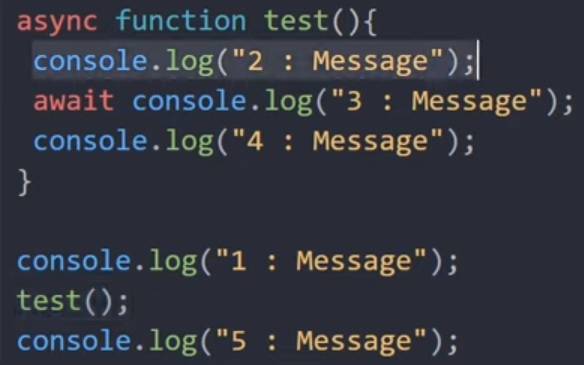 async function test(){
console.log("2 : Message");
await console.log("3 : Message");
console.log("4 : Message");
}
console.log("1 : Message");
test();
console.log("5 : Message");